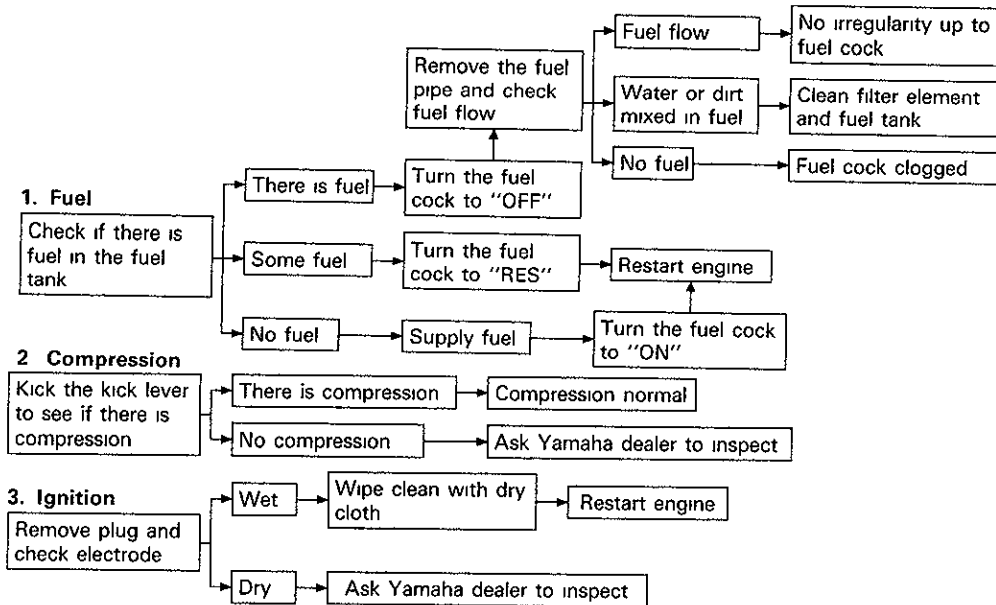 Fuel flow
No irregularity up to
fuel cock
Remove the fuel
pipe and check
fuel flow
Water or dirt
mixed in fuel
Clean filter element
and fuel tank
No fuel
Fuel cock clogged
1. Fuel
Check if there is
fuel in the fuel
tank
There is fuel
Turn the fuel
cock to "OFF"
Some fuel
Turn the fuel
cock to "RES"
Restart engine
No fuel
Supply fuel
Turn the fuel cock
to "ON"
2 Compression
Kick the kick lever
to see if there is
compression
There is compression
Compression normal
No compression
Ask Yamaha dealer to inspect
3. Ignition
Remove plug and
check electrode
Wet
Wipe clean with dry
cloth
Restart engine
Dry
Ask Yamaha dealer to inspect